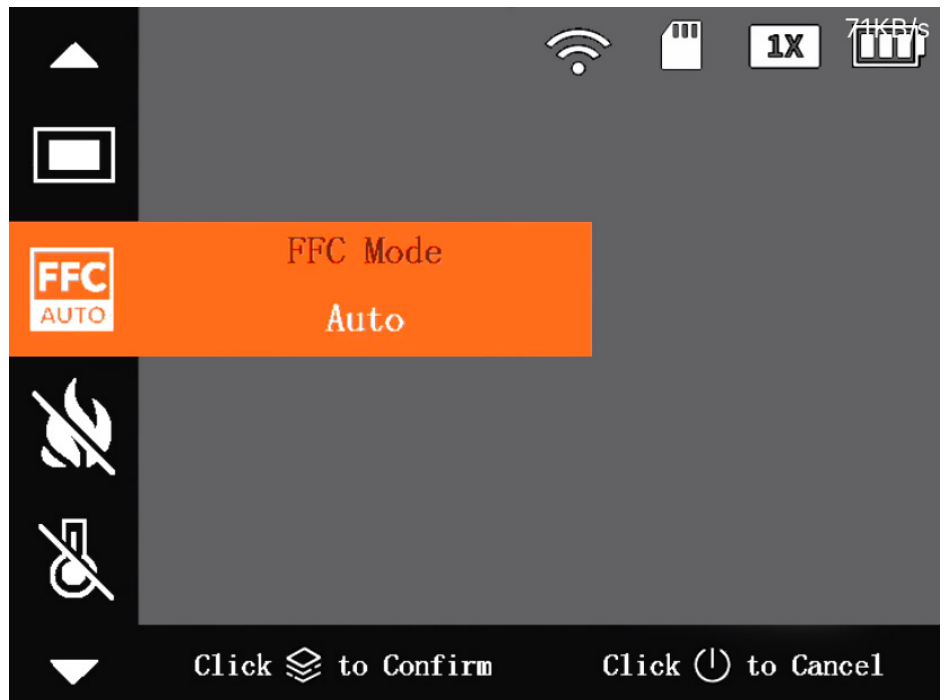 71KB/s
1X
FFC Mode
FFC
AUTO
Auto
Click to Confirm
Click to Cancel